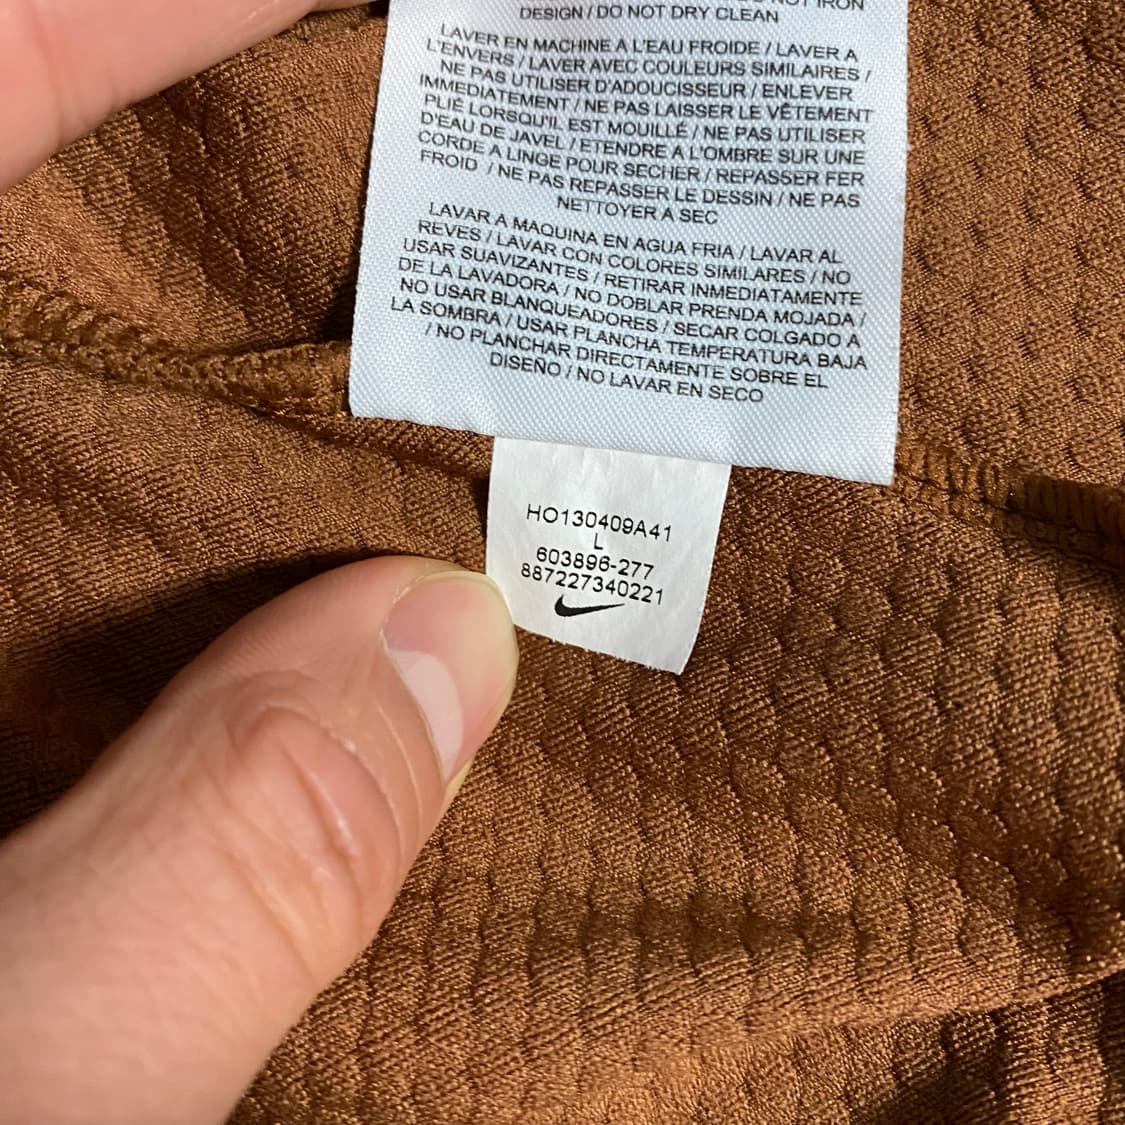 NOT IRON
DESIGN / DO NOT DRY CLEAN
LAVER EN MACHINE A L'EAU FROIDE / LAVER A
L'ENVERS / LAVER AVEC COULEURS SIMILAIRES /
NE PAS UTILISER D'ADOUCISSEUR / ENLEVER
IMMEDIATEMENT / NE PAS LAISSER LE VÊTEMENT
PLIÉ LORSQU'IL EST MOUILLÉ / NE PAS UTILISER
D'EAU DE JAVEL / ETENDRE A L'OMBRE SUR UNE
CORDE A LINGE POUR SECHER / REPASSER FER
FROID / NE PAS REPASSER LE DESSIN / NE PAS
NETTOYER A SEC
LAVAR A MAQUINA EN AGUA FRIA / LAVAR AL
REVES / LAVAR CON COLORES SIMILARES / NO
USAR SUAVIZANTES / RETIRAR INMEDIATAMENTE
DE LA LAVADORA / NO DOBLAR PRENDA MOJADA /
NO USAR BLANQUEADORES / SECAR COLGADO A
LA SOMBRA / USAR PLANCHA TEMPERATURA BAJA
/ NO PLANCHAR DIRECTAMENTE SOBRE EL
DISEÑO / NO LAVAR EN SECO
HO130409A41
L
603896-277
887227340221